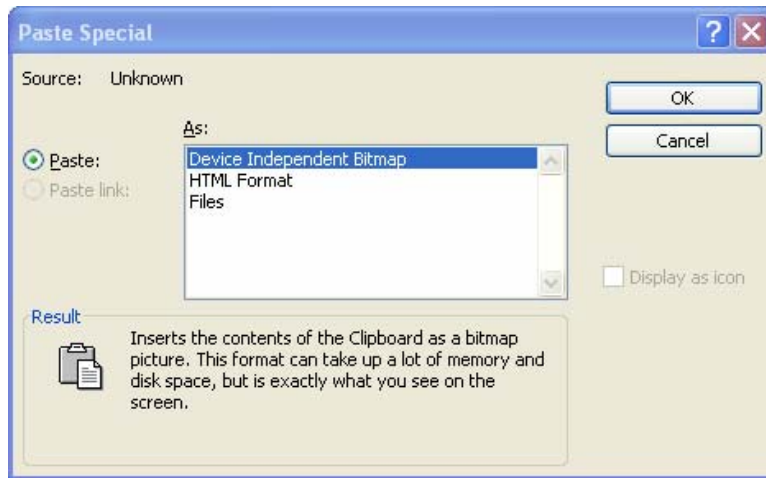 Paste Special
Source: Unknown
OK
As:
Cancel
Paste:
Device Independent Bitmap
HTML Format
Paste link:
Files
Display as icon
Result
Inserts the contents of the Clipboard as a bitmap
picture. This format can take up a lot of memory and
disk space, but is exactly what you see on the
screen.